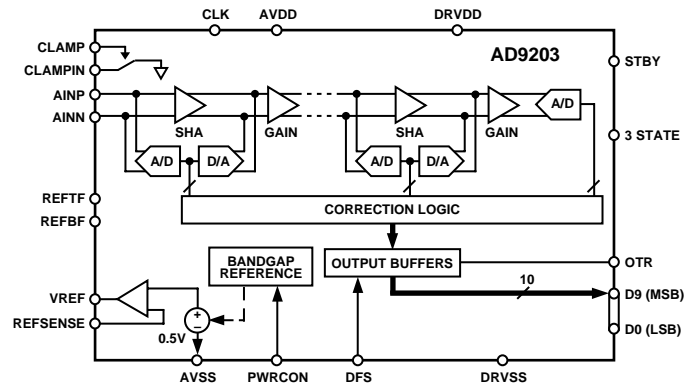 CLK AVDD DRVDD
CLAMP
AD9203
CLAMPIN
STBY
AINP
A/D
AINN
SHA GAIN SHA GAIN
3 STATE
A/D D/A A/D D/A
REFTF
CORRECTION LOGIC
REFBF
BANDGAP
REFERENCE
OUTPUT BUFFERS
OTR
10
VREF
D9 (MSB)
+
–
REFSENSE
0.5V
D0 (LSB)
AVSS PWRCON DFS DRVSS